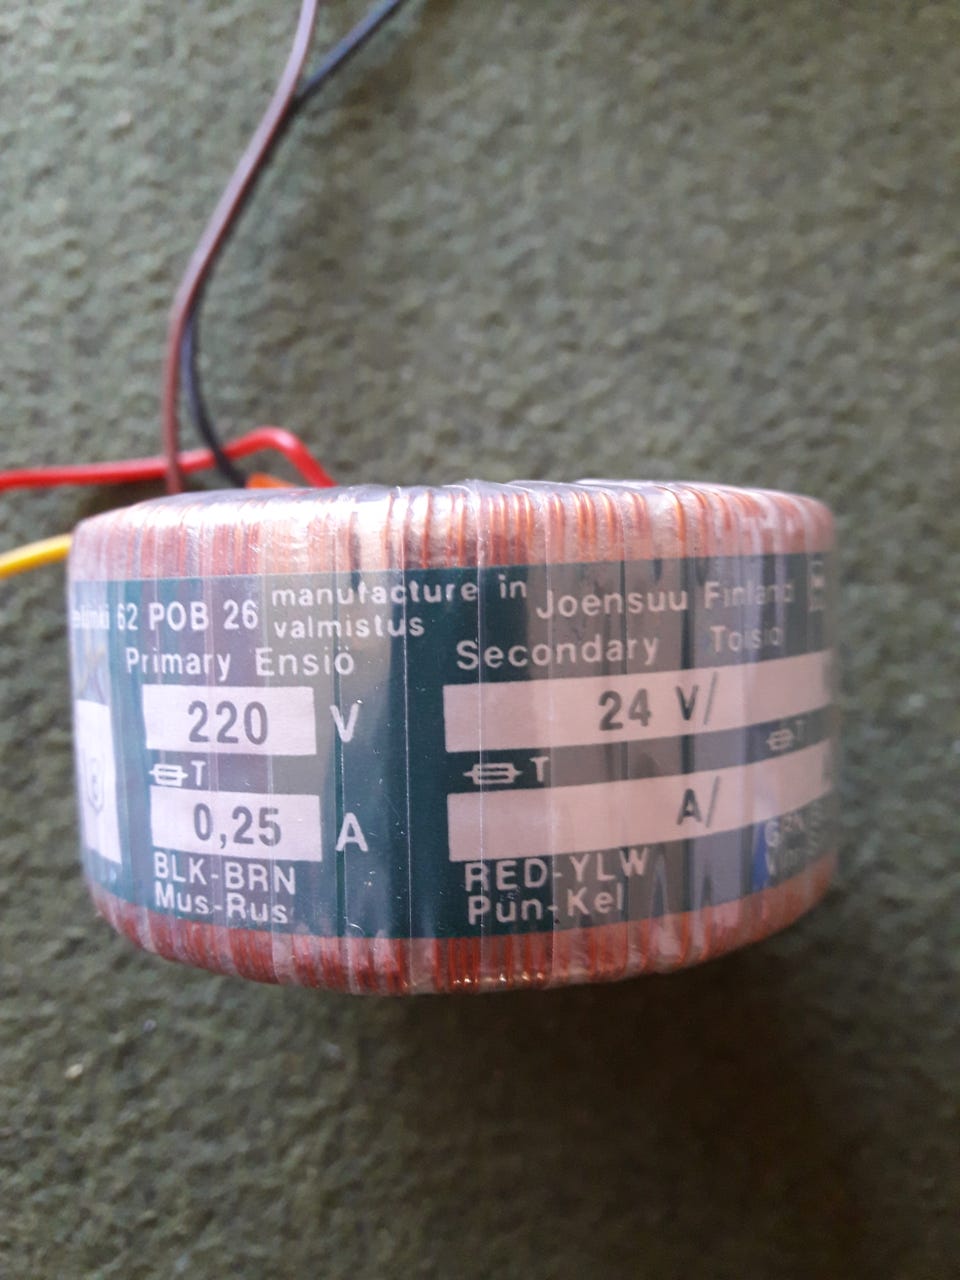 62 POB 26 manufacture in Joensuu Finland
valmistus
Primary Ensiö Secondary Toisio
220 V 24 V/
T T T
0,25 A A/
BLK-BRN RED-YLW
Mus-Rus Pun-Kel